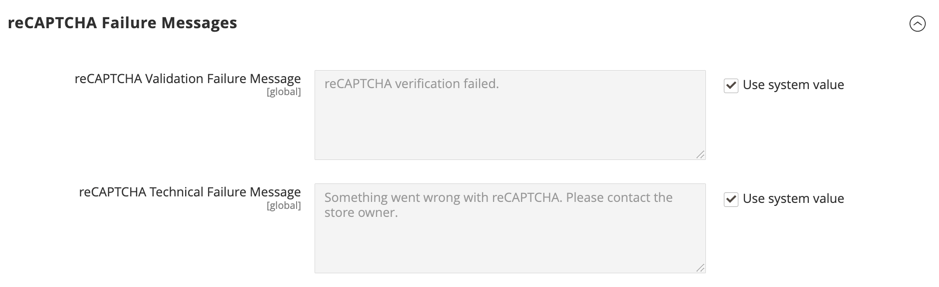 reCAPTCHA Failure Messages
reCAPTCHA Validation Failure Message
[global]
reCAPTCHA verification failed.
Use system value
reCAPTCHA Technical Failure Message
[global]
Something went wrong with reCAPTCHA. Please contact the
store owner.
Use system value